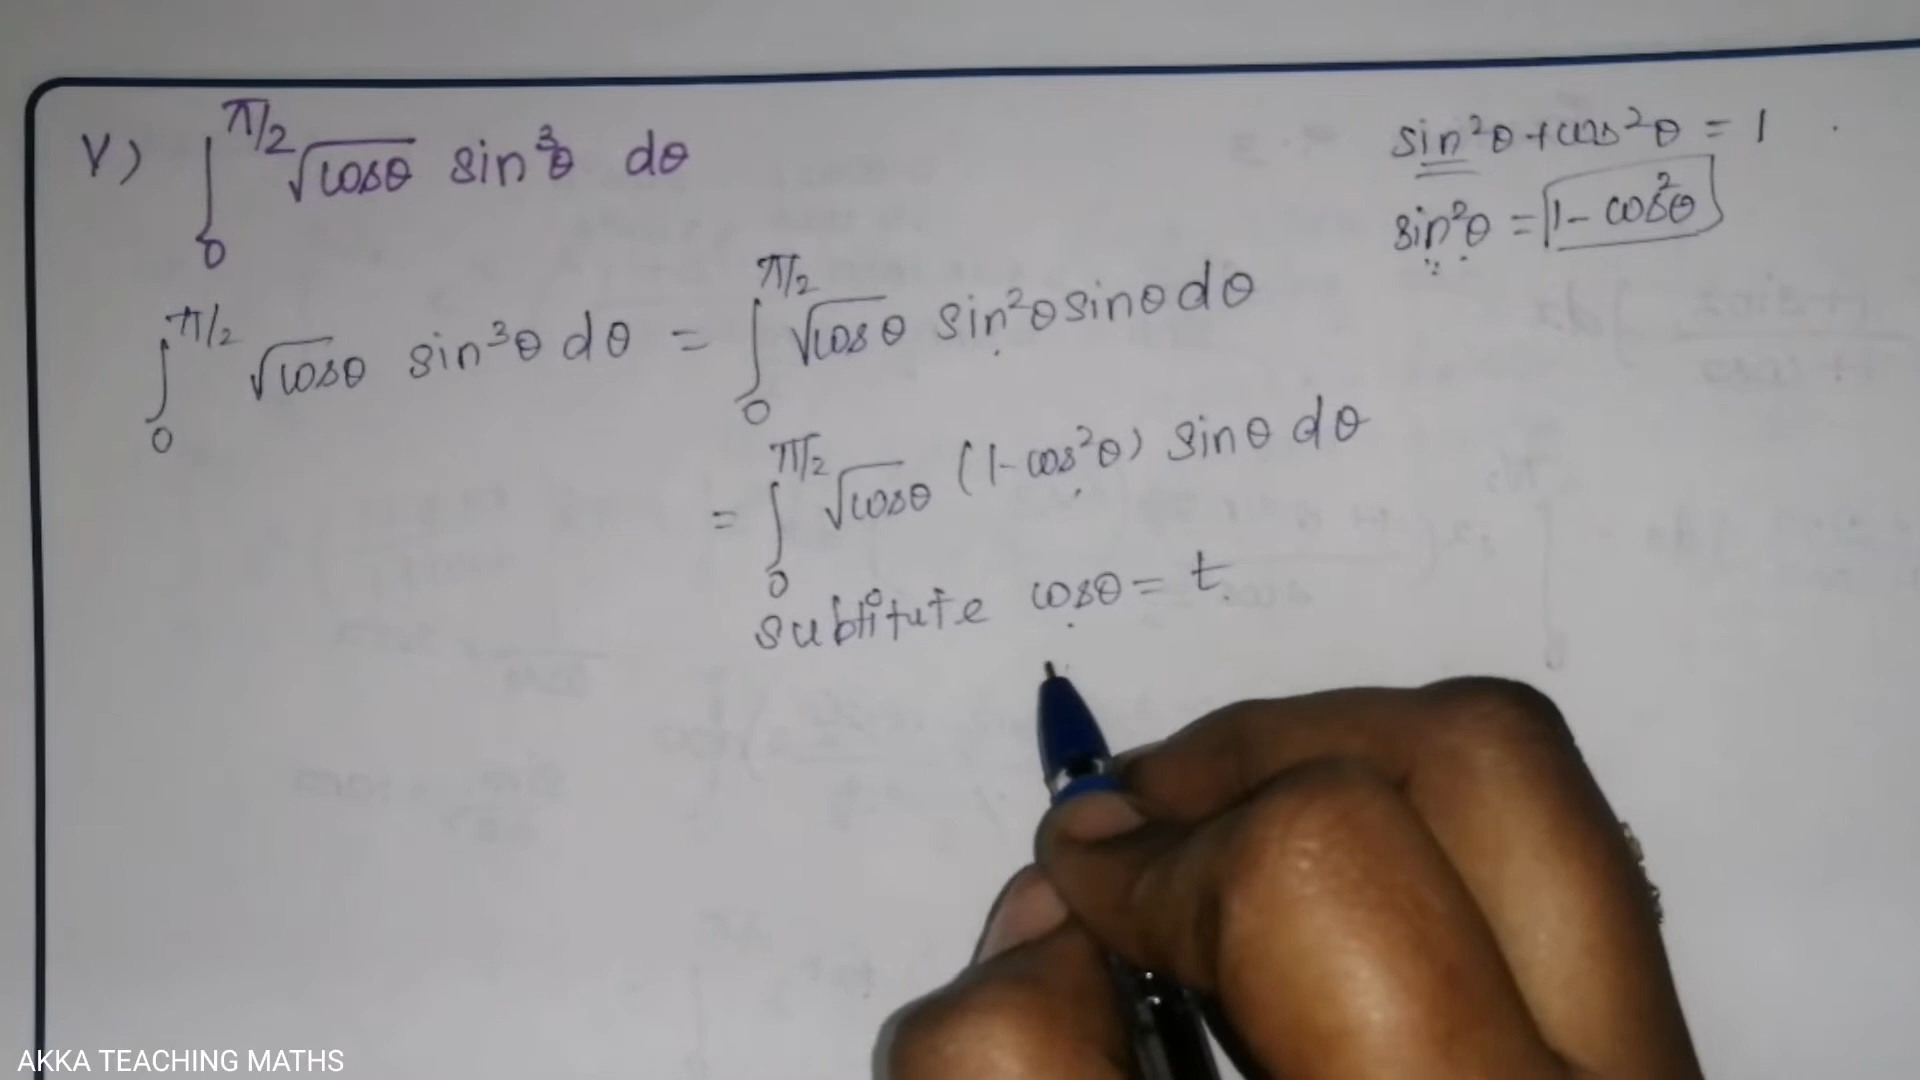 V) ∫₀^{π/2} √cosθ sin³θ dθ
sin²θ + cos²θ = 1
sin²θ = 1 - cos²θ
∫₀^{π/2} √cosθ sin³θ dθ = ∫₀^{π/2} √cosθ sin²θ sinθ dθ
= ∫₀^{π/2} √cosθ (1 - cos²θ) sinθ dθ
subtitute cosθ = t
AKKA TEACHING MATHS